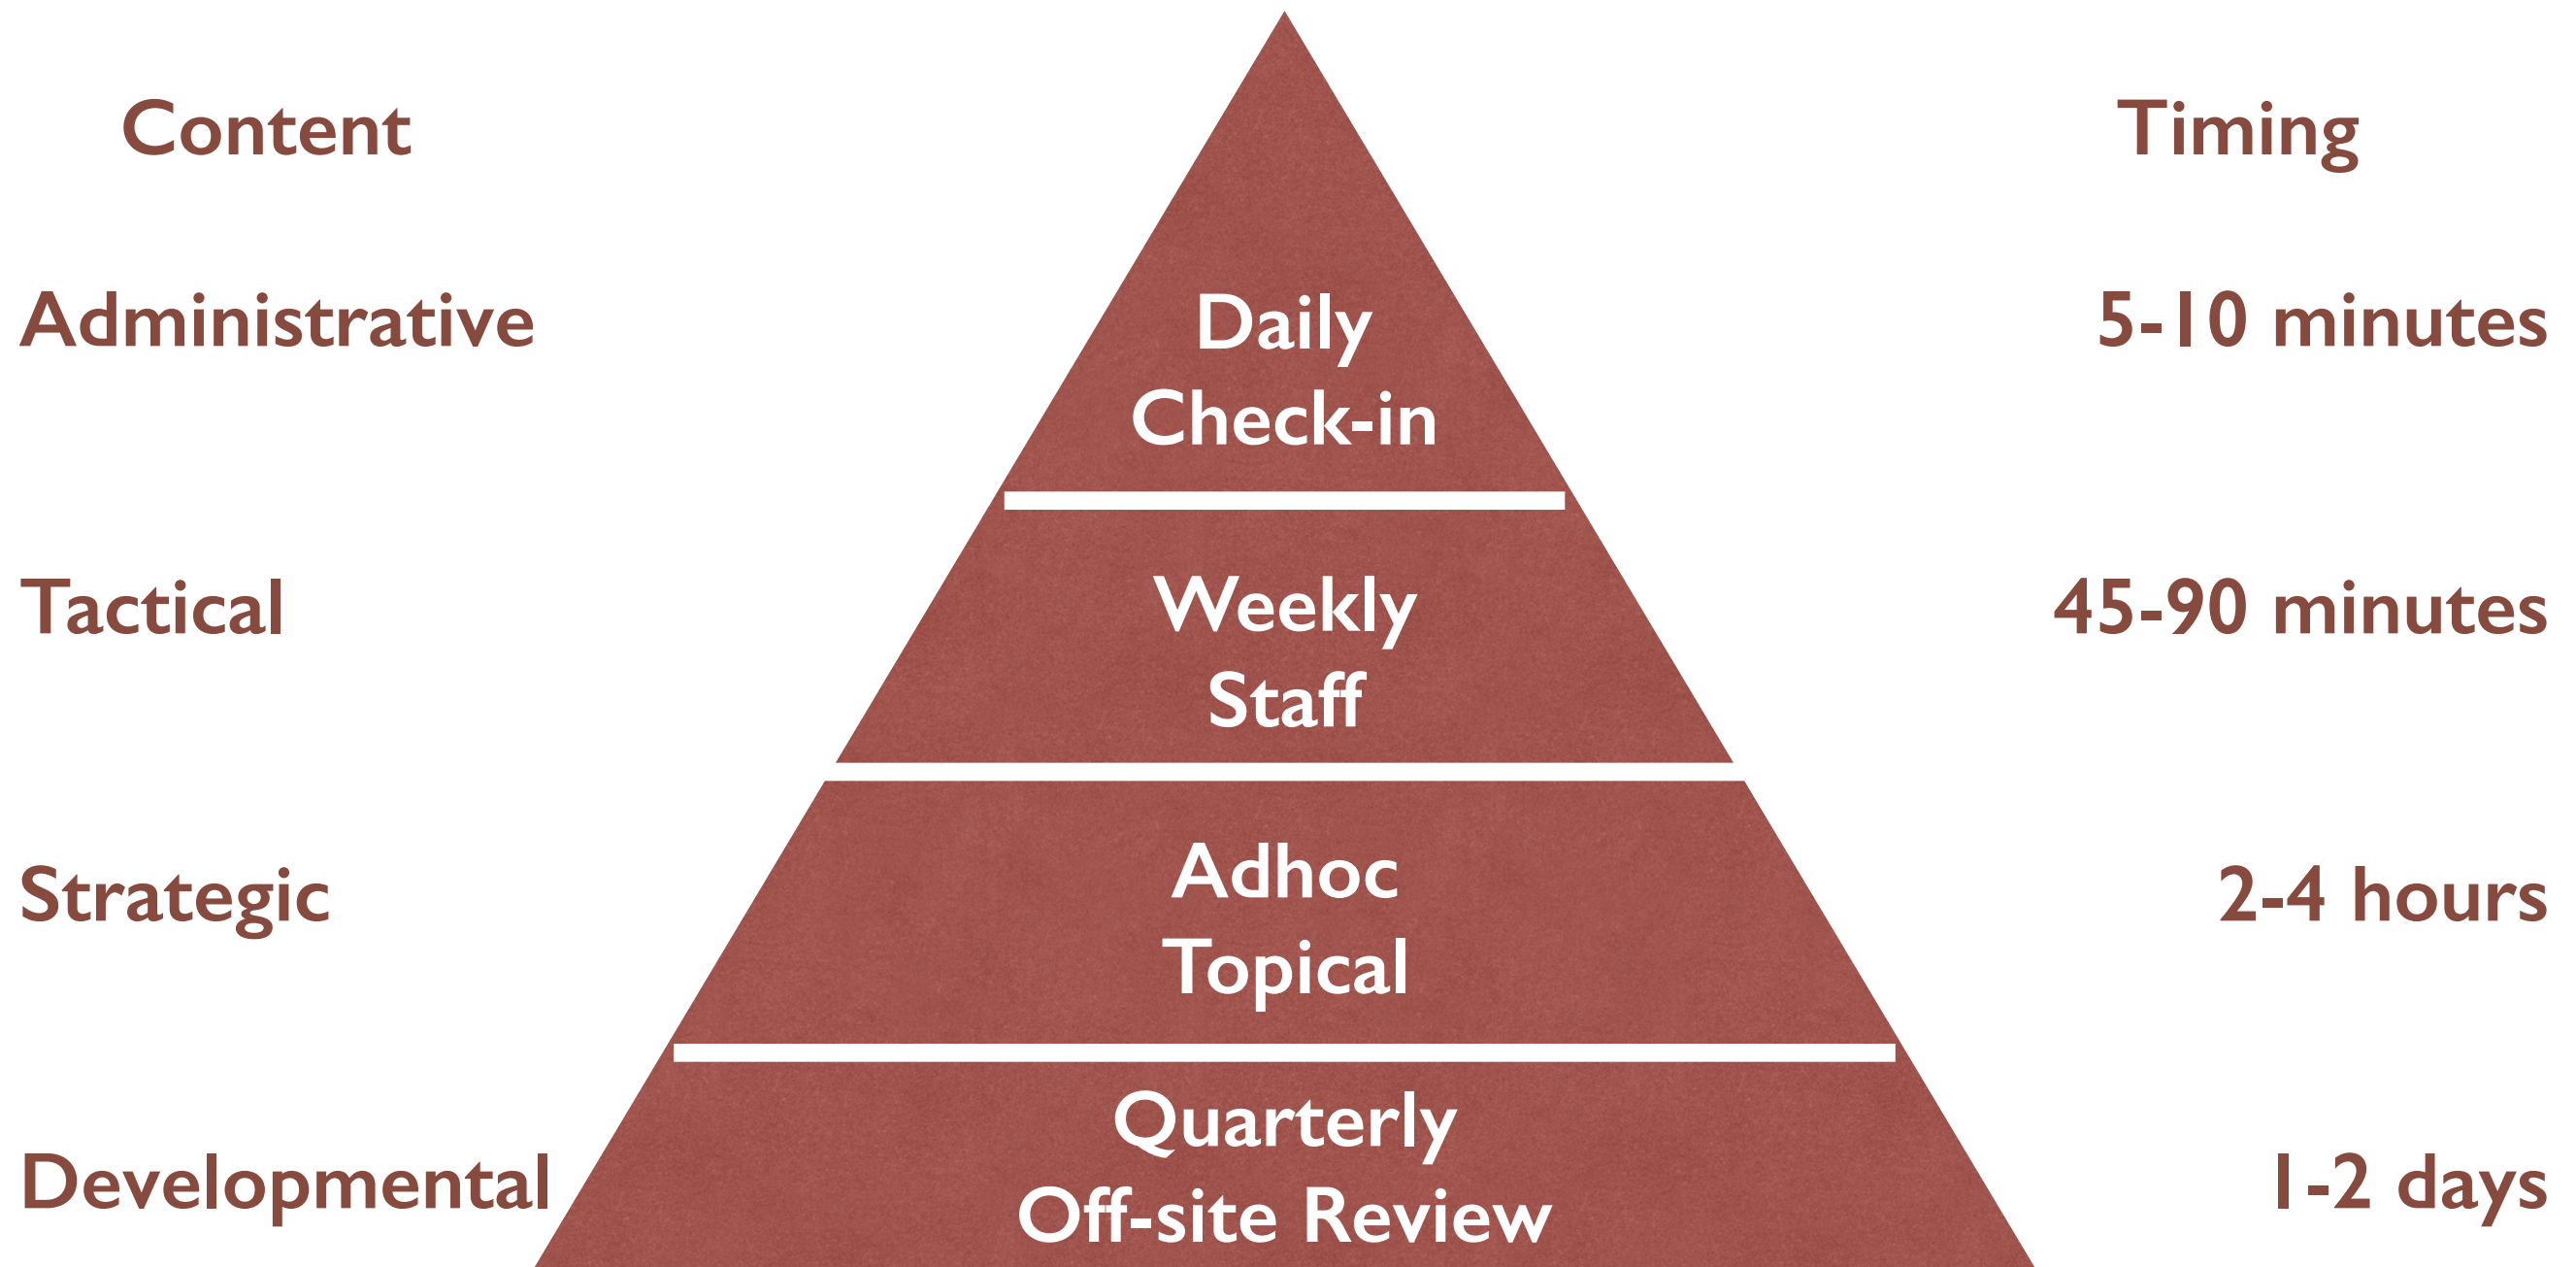 Content
Timing
Administrative
Daily
Check-in
5-10 minutes
Tactical
Weekly
Staff
45-90 minutes
Strategic
Adhoc
Topical
2-4 hours
Developmental
Quarterly
Off-site Review
1-2 days